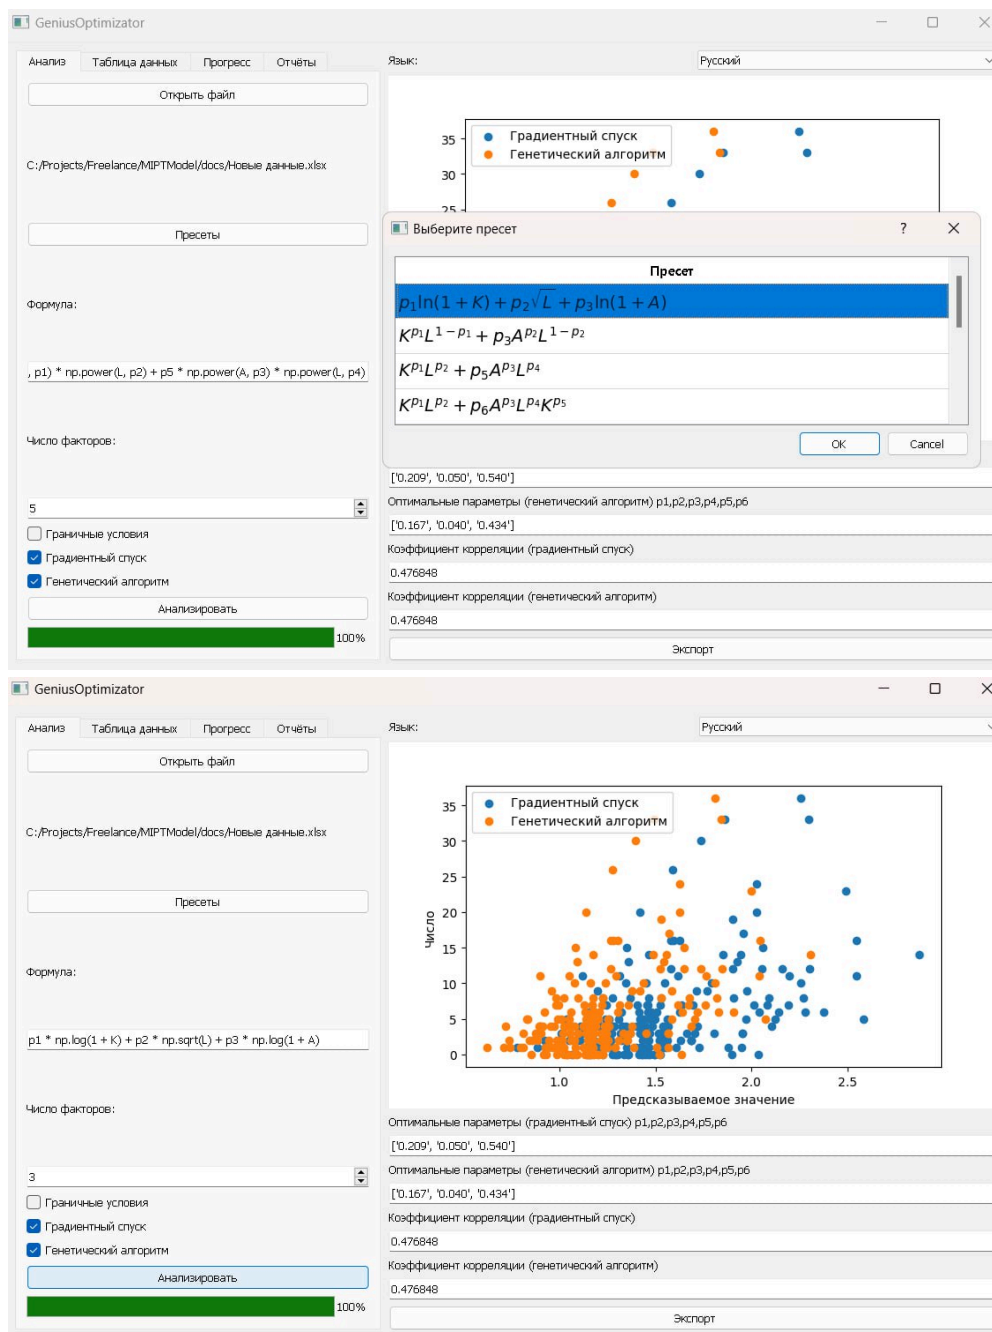 GeniusOptimizator
Анализ Таблица данных Прогресс Отчёты
Открыть файл
C:/Projects/Freelance/MIPTModel/docs/Новые данные.xlsx
Пресеты
Формула:
, p1) * np.power(L, p2) + p5 * np.power(A, p3) * np.power(L, p4)
Число факторов:
5
Граничные условия
Градиентный спуск
Генетический алгоритм
Анализировать
100%
Язык: Русский
Градиентный спуск
Генетический алгоритм
35
30
25
Выберите пресет ?
Пресет
p₁ln(1 + K) + p₂√L + p₃ln(1 + A)
K^{p₁}L^{1 − p₁} + p₃A^{p₂}L^{1 − p₂}
K^{p₁}L^{p₂} + p₅A^{p₃}L^{p₄}
K^{p₁}L^{p₂} + p₆A^{p₃}L^{p₄}K^{p₅}
OK Cancel
['0.209', '0.050', '0.540']
Оптимальные параметры (генетический алгоритм) p1,p2,p3,p4,p5,p6
['0.167', '0.040', '0.434']
Коэффициент корреляции (градиентный спуск)
0.476848
Коэффициент корреляции (генетический алгоритм)
0.476848
Экспорт
GeniusOptimizator
Анализ Таблица данных Прогресс Отчёты
Открыть файл
C:/Projects/Freelance/MIPTModel/docs/Новые данные.xlsx
Пресеты
Формула:
p1 * np.log(1 + K) + p2 * np.sqrt(L) + p3 * np.log(1 + A)
Число факторов:
3
Граничные условия
Градиентный спуск
Генетический алгоритм
Анализировать
100%
Язык: Русский
Градиентный спуск
Генетический алгоритм
Число
35
30
25
20
15
10
5
0
1.0 1.5 2.0 2.5
Предсказываемое значение
Оптимальные параметры (градиентный спуск) p1,p2,p3,p4,p5,p6
['0.209', '0.050', '0.540']
Оптимальные параметры (генетический алгоритм) p1,p2,p3,p4,p5,p6
['0.167', '0.040', '0.434']
Коэффициент корреляции (градиентный спуск)
0.476848
Коэффициент корреляции (генетический алгоритм)
0.476848
Экспорт